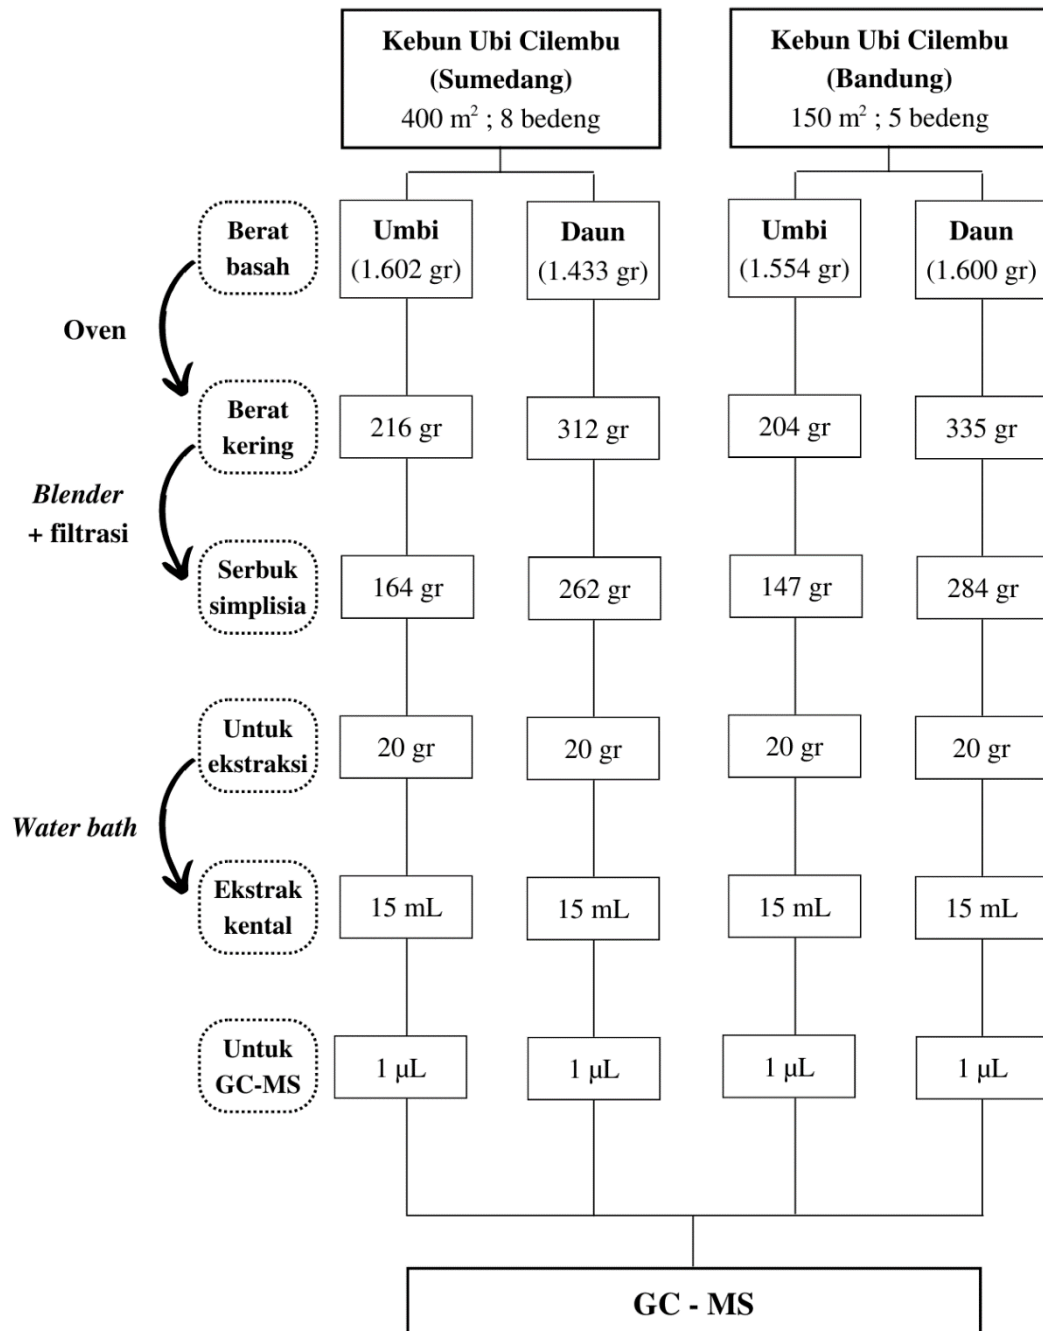 Kebun Ubi Cilembu
(Sumedang)
400 m² ; 8 bedeng
Kebun Ubi Cilembu
(Bandung)
150 m² ; 5 bedeng
Berat
basah
Umbi
(1.602 gr)
Daun
(1.433 gr)
Umbi
(1.554 gr)
Daun
(1.600 gr)
Oven
Berat
kering
216 gr
312 gr
204 gr
335 gr
Blender
+ filtrasi
Serbuk
simplisia
164 gr
262 gr
147 gr
284 gr
Untuk
ekstraksi
20 gr
20 gr
20 gr
20 gr
Water bath
Ekstrak
kental
15 mL
15 mL
15 mL
15 mL
Untuk
GC-MS
1 µL
1 µL
1 µL
1 µL
GC - MS